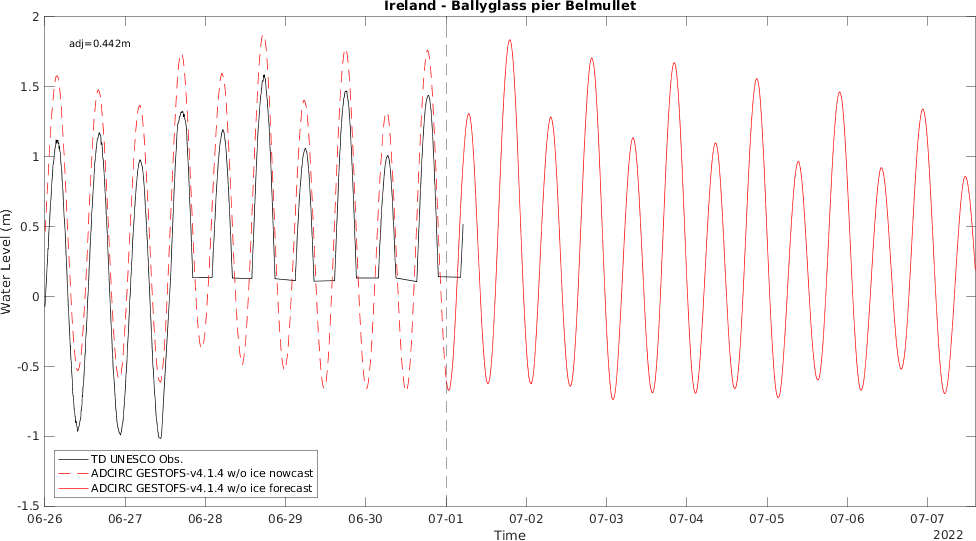 Ireland - Ballyglass pier Belmullet
adj=0.442m
2
1.5
1
0.5
0
-0.5
-1
-1.5
Water Level (m)
TD UNESCO Obs.
ADCIRC GESTOFS-v4.1.4 w/o ice nowcast
ADCIRC GESTOFS-v4.1.4 w/o ice forecast
06-26 06-27 06-28 06-29 06-30 07-01 07-02 07-03 07-04 07-05 07-06 07-07
Time
2022